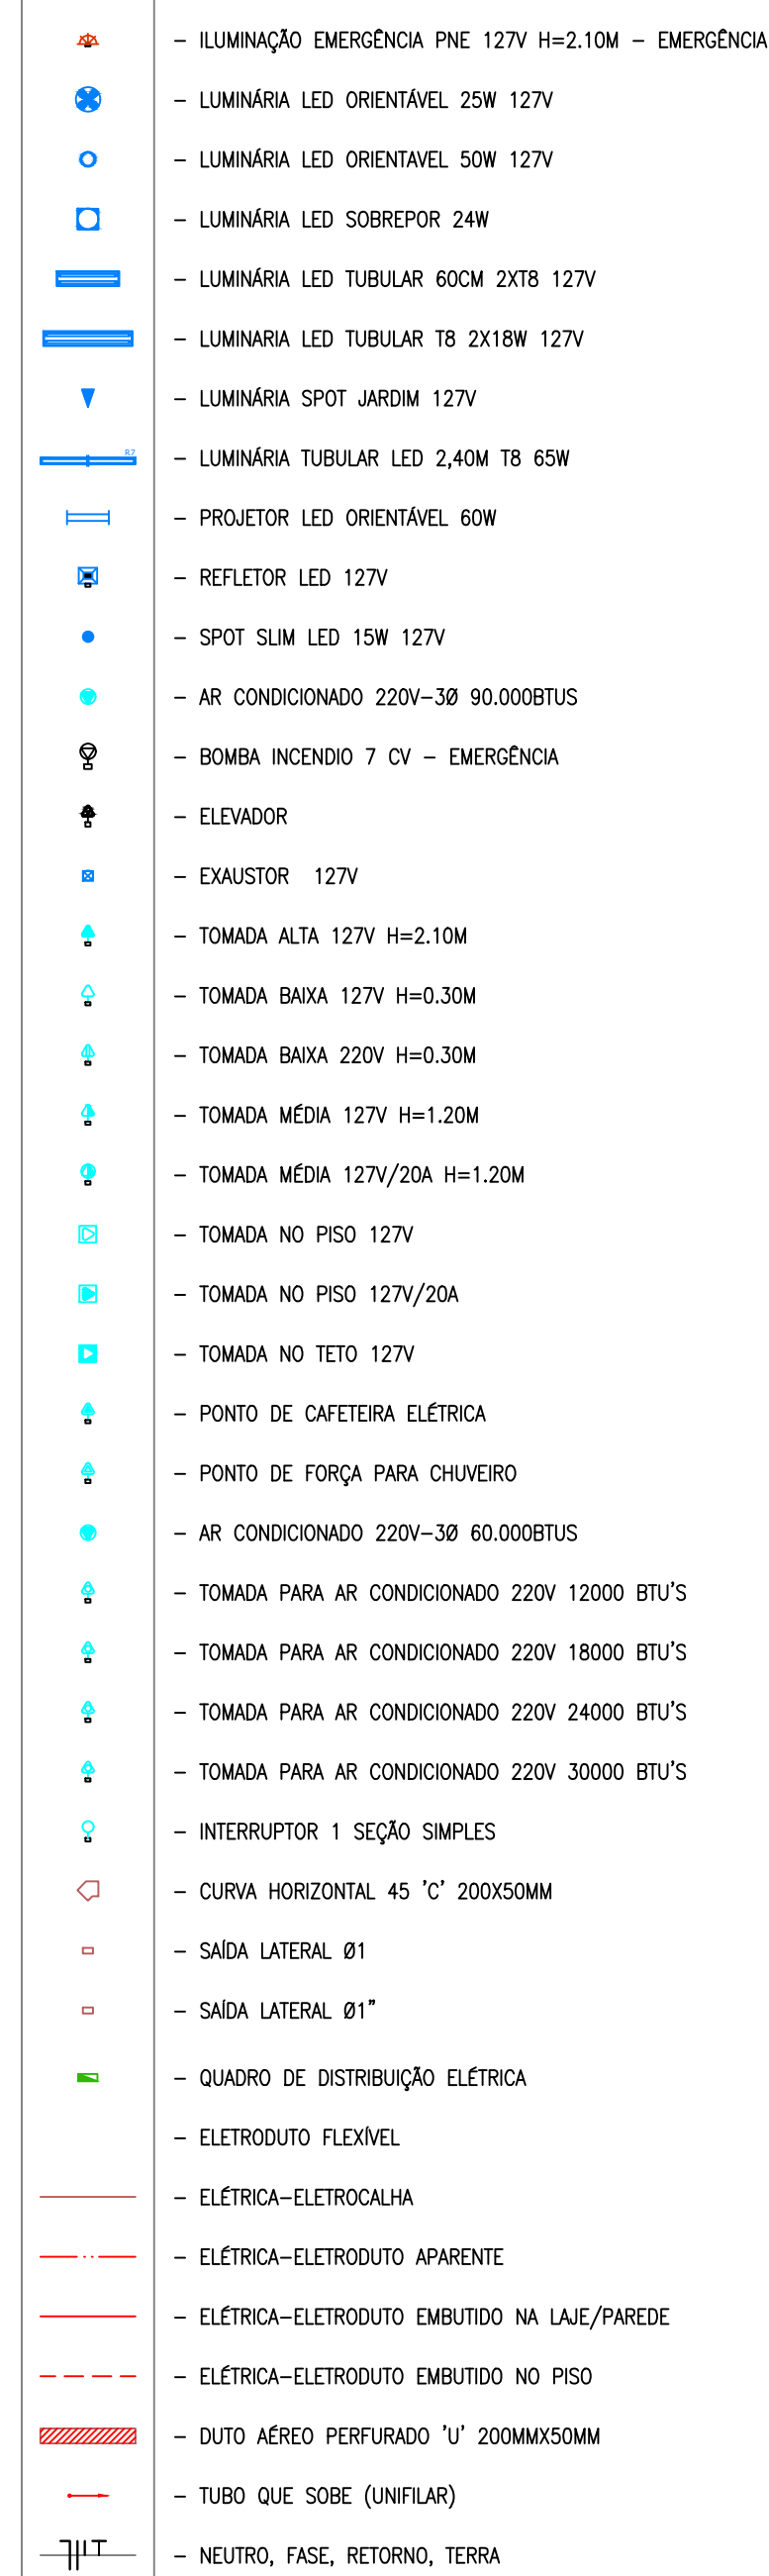 - ILUMINAÇÃO EMERGÊNCIA PNE 127V H=2.10M - EMERGÊNCIA
- LUMINÁRIA LED ORIENTÁVEL 25W 127V
- LUMINÁRIA LED ORIENTAVEL 50W 127V
- LUMINÁRIA LED SOBREPOR 24W
- LUMINÁRIA LED TUBULAR 60CM 2XT8 127V
- LUMINARIA LED TUBULAR T8 2X18W 127V
- LUMINÁRIA SPOT JARDIM 127V
R7 - LUMINÁRIA TUBULAR LED 2,40M T8 65W
- PROJETOR LED ORIENTÁVEL 60W
- REFLETOR LED 127V
- SPOT SLIM LED 15W 127V
- AR CONDICIONADO 220V-3Ø 90.000BTUS
- BOMBA INCENDIO 7 CV - EMERGÊNCIA
- ELEVADOR
- EXAUSTOR  127V
- TOMADA ALTA 127V H=2.10M
- TOMADA BAIXA 127V H=0.30M
- TOMADA BAIXA 220V H=0.30M
- TOMADA MÉDIA 127V H=1.20M
- TOMADA MÉDIA 127V/20A H=1.20M
- TOMADA NO PISO 127V
- TOMADA NO PISO 127V/20A
- TOMADA NO TETO 127V
- PONTO DE CAFETEIRA ELÉTRICA
- PONTO DE FORÇA PARA CHUVEIRO
- AR CONDICIONADO 220V-3Ø 60.000BTUS
- TOMADA PARA AR CONDICIONADO 220V 12000 BTU'S
- TOMADA PARA AR CONDICIONADO 220V 18000 BTU'S
- TOMADA PARA AR CONDICIONADO 220V 24000 BTU'S
- TOMADA PARA AR CONDICIONADO 220V 30000 BTU'S
- INTERRUPTOR 1 SEÇÃO SIMPLES
- CURVA HORIZONTAL 45 'C' 200X50MM
- SAÍDA LATERAL Ø1
- SAÍDA LATERAL Ø1"
- QUADRO DE DISTRIBUIÇÃO ELÉTRICA
- ELETRODUTO FLEXÍVEL
- ELÉTRICA-ELETROCALHA
- ELÉTRICA-ELETRODUTO APARENTE
- ELÉTRICA-ELETRODUTO EMBUTIDO NA LAJE/PAREDE
- ELÉTRICA-ELETRODUTO EMBUTIDO NO PISO
- DUTO AÉREO PERFURADO 'U' 200MMX50MM
- TUBO QUE SOBE (UNIFILAR)
- NEUTRO, FASE, RETORNO, TERRA